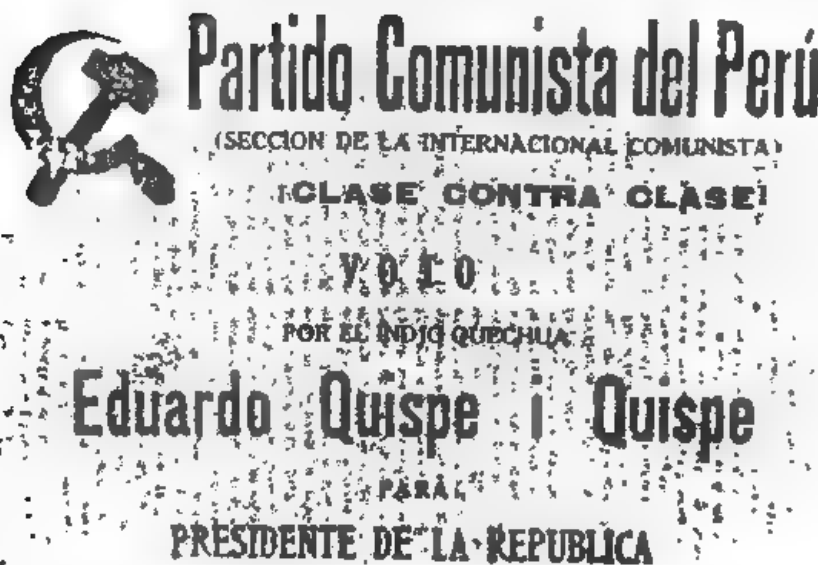 Partido Comunista del Perú
(SECCION DE LA INTERNACIONAL COMUNISTA)
¡CLASE CONTRA CLASE!
VOTO
POR EL INDIO QUECHUA
Eduardo Quispe i Quispe
PARA
PRESIDENTE DE LA REPUBLICA